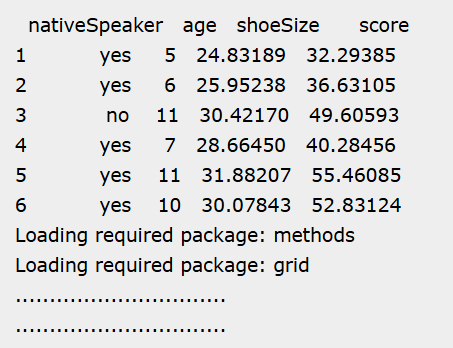 nativeSpeaker age shoeSize score
1 yes 5 24.83189 32.29385
2 yes 6 25.95238 36.63105
3 no 11 30.42170 49.60593
4 yes 7 28.66450 40.28456
5 yes 11 31.88207 55.46085
6 yes 10 30.07843 52.83124
Loading required package: methods
Loading required package: grid
...............................
...............................